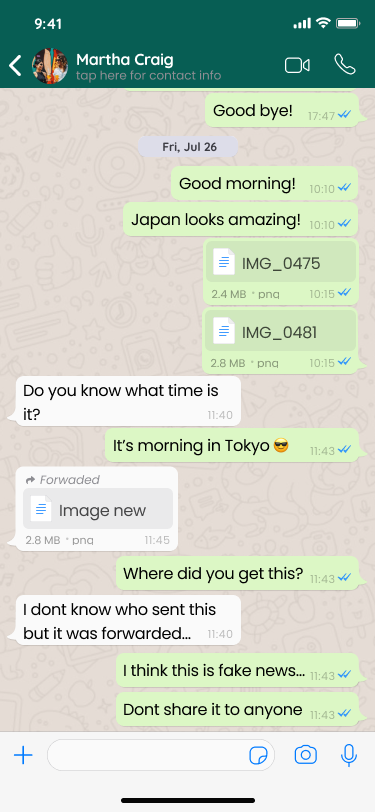 9:41
Martha Craig
tap here for contact info
Good bye!
17:47
Fri, Jul 26
Good morning!
10:10
Japan looks amazing!
10:10
IMG_0475
2.4 MB • png
10:15
IMG_0481
2.8 MB • png
10:15
Do you know what time is
it?
11:40
It's morning in Tokyo 😎
11:43
Forwaded
Image new
2.8 MB • png
11:45
Where did you get this?
11:43
I dont know who sent this
but it was forwarded...
11:40
I think this is fake news...
11:43
Dont share it to anyone
11:43